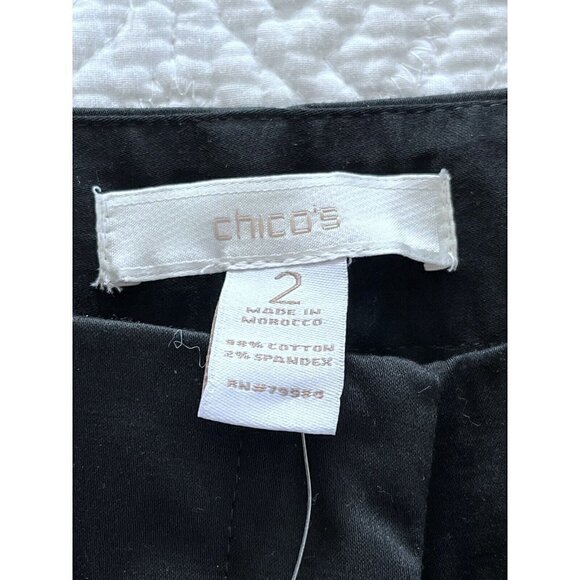 chico's
2
MADE IN
MOROCCO
98% COTTON
2% SPANDEX